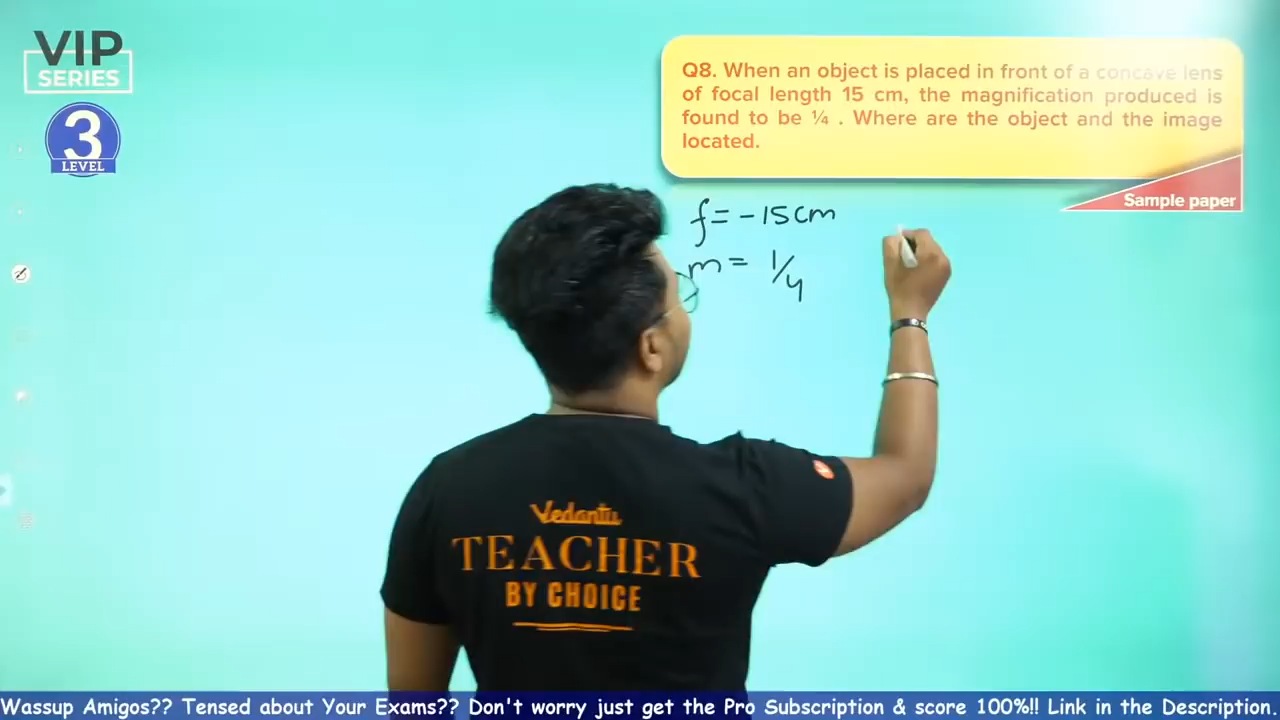 VIP
SERIES
3
LEVEL
Q8. When an object is placed in front of a concave lens
of focal length 15 cm, the magnification produced is
found to be ¼ . Where are the object and the image
located.
Sample paper
f = -15 cm
m = 1/4
Vedantu
TEACHER
BY CHOICE
Wassup Amigos?? Tensed about Your Exams?? Don't worry just get the Pro Subscription & score 100%!! Link in the Description.